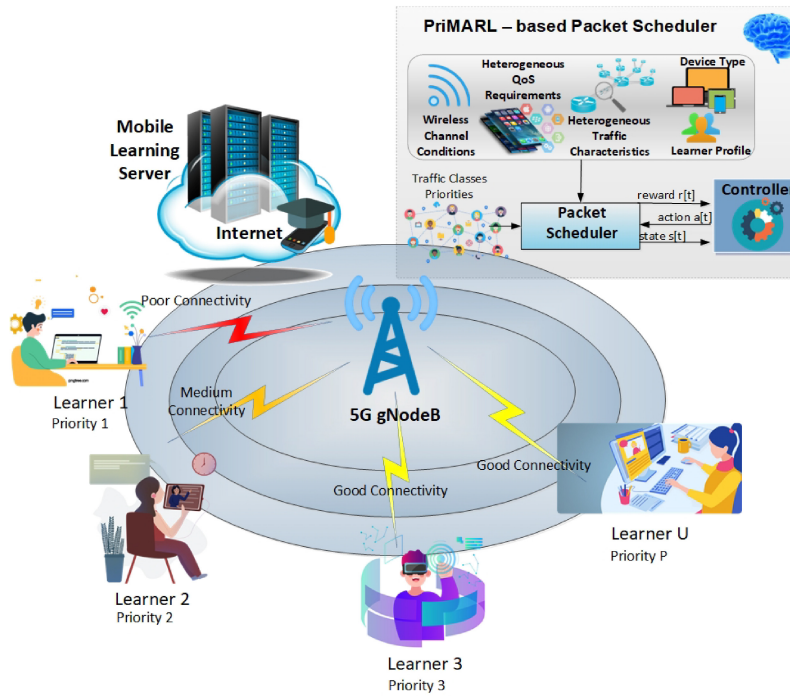 PriMARL – based Packet Scheduler
Heterogeneous
QoS
Requirements
Device Type
Wireless
Channel
Conditions
Heterogeneous
Traffic
Characteristics
Learner Profile
Traffic Classes
Priorities
Packet
Scheduler
reward r[t]
action a[t]
state s[t]
Controller
Mobile
Learning
Server
Internet
Poor Connectivity
Medium
Connectivity
5G gNodeB
Good Connectivity
Good Connectivity
Learner 1
Priority 1
Learner 2
Priority 2
Learner 3
Priority 3
Learner U
Priority P